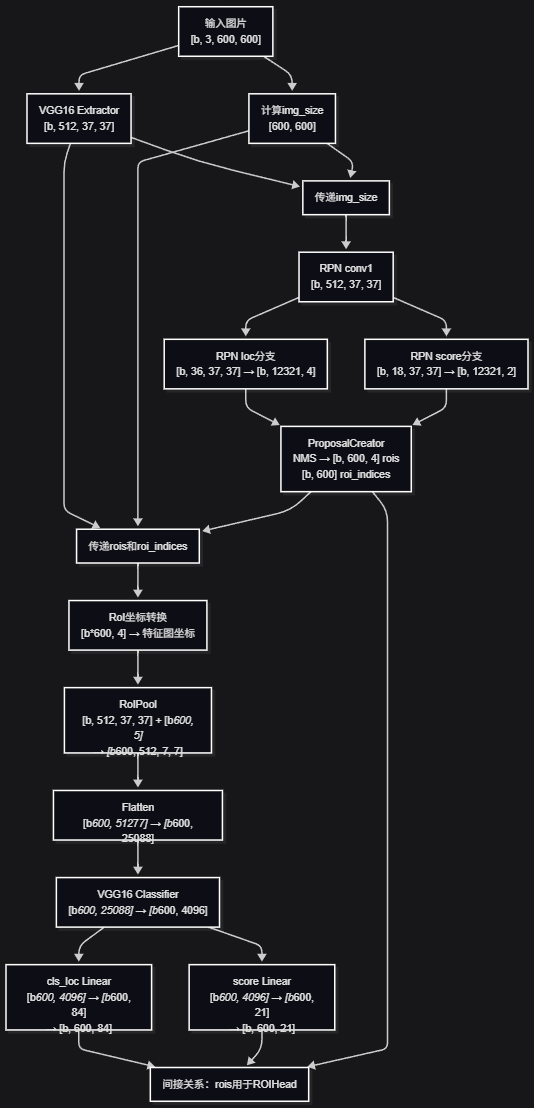 输入图片
[b, 3, 600, 600]
VGG16 Extractor
[b, 512, 37, 37]
计算img_size
[600, 600]
传递img_size
RPN conv1
[b, 512, 37, 37]
RPN loc分支
[b, 36, 37, 37] → [b, 12321, 4]
RPN score分支
[b, 18, 37, 37] → [b, 12321, 2]
ProposalCreator
NMS → [b, 600, 4] rois
[b, 600] roi_indices
传递rois和roi_indices
RoI坐标转换
[b*600, 4] → 特征图坐标
RoIPool
[b, 512, 37, 37] + [b600,
5]
→ [b600, 512, 7, 7]
Flatten
[b600, 51277] → [b600,
25088]
VGG16 Classifier
[b600, 25088] → [b600, 4096]
cls_loc Linear
[b600, 4096] → [b600,
84]
→ [b, 600, 84]
score Linear
[b600, 4096] → [b600,
21]
→ [b, 600, 21]
间接关系：rois用于ROIHead